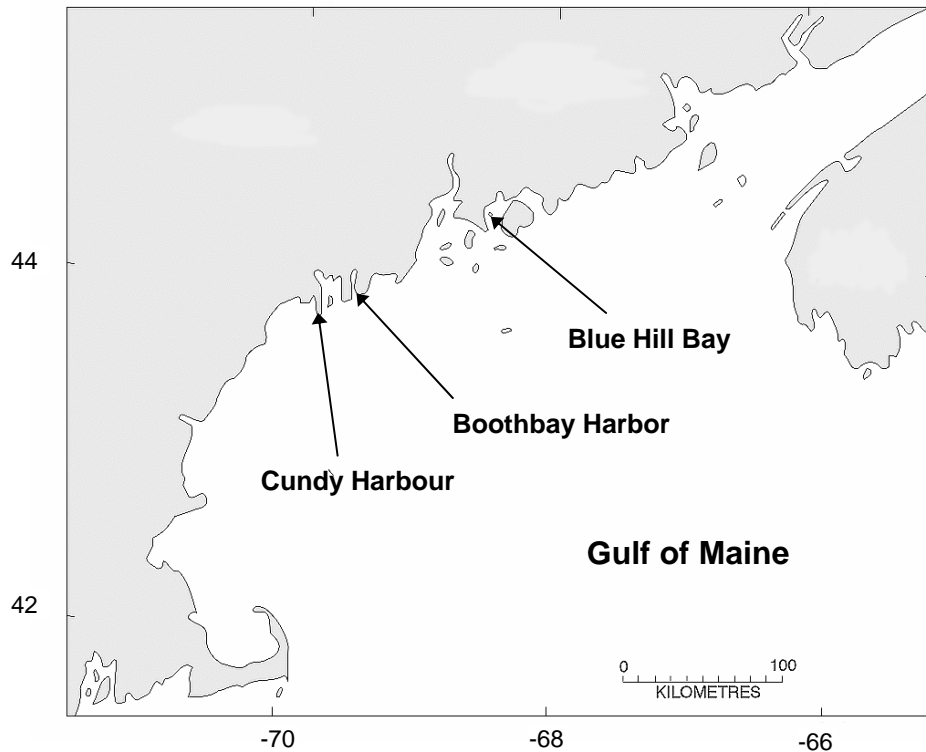 44
Blue Hill Bay
Boothbay Harbor
Cundy Harbour
Gulf of Maine
42
0 100
KILOMETRES
-70 -68 -66